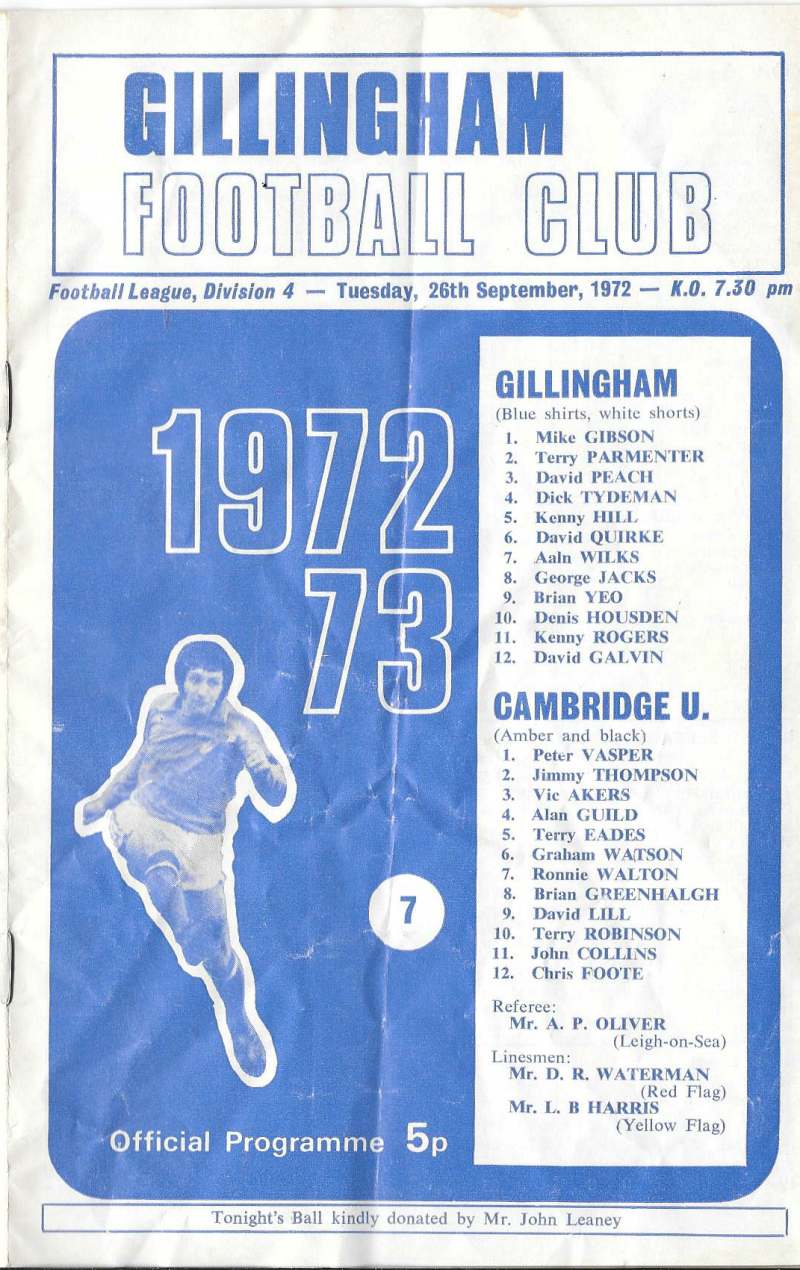 GILLINGHAM
FOOTBALL CLUB
Football League, Division 4 — Tuesday, 26th September, 1972 — K.O. 7.30 pm
1972
73
7
Official Programme 5p
GILLINGHAM
(Blue shirts, white shorts)
1. Mike GIBSON
2. Terry PARMENTER
3. David PEACH
4. Dick TYDEMAN
5. Kenny HILL
6. David QUIRKE
7. Aaln WILKS
8. George JACKS
9. Brian YEO
10. Denis HOUSDEN
11. Kenny ROGERS
12. David GALVIN
CAMBRIDGE U.
(Amber and black)
1. Peter VASPER
2. Jimmy THOMPSON
3. Vic AKERS
4. Alan GUILD
5. Terry EADES
6. Graham WATSON
7. Ronnie WALTON
8. Brian GREENHALGH
9. David LILL
10. Terry ROBINSON
11. John COLLINS
12. Chris FOOTE
Referee:
Mr. A. P. OLIVER
(Leigh-on-Sea)
Linesmen:
Mr. D. R. WATERMAN
(Red Flag)
Mr. L. B HARRIS
(Yellow Flag)
Tonight's Ball kindly donated by Mr. John Leaney